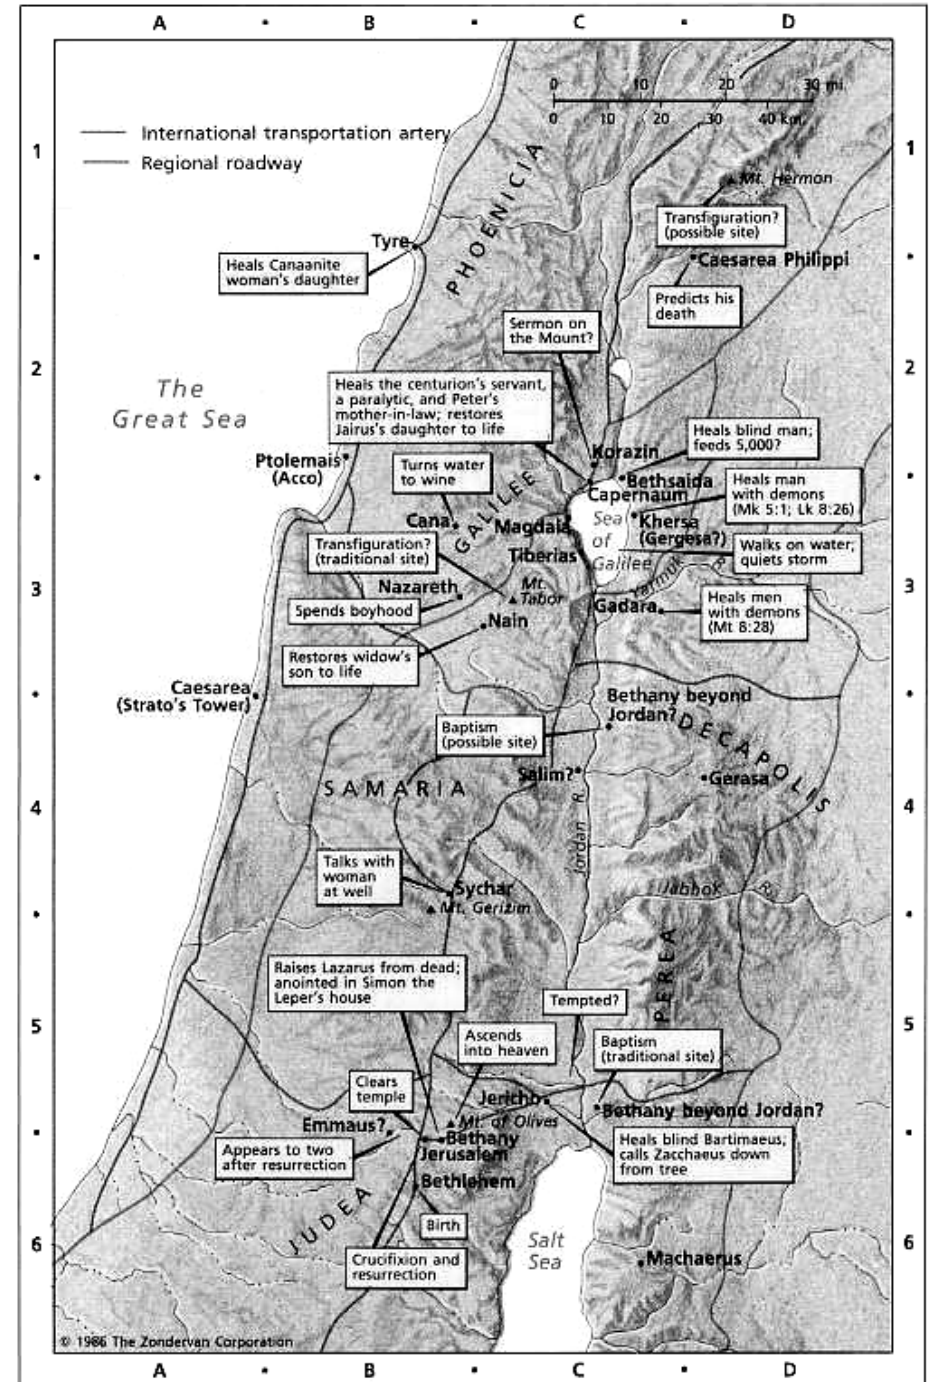 A • B • C • D
0 10 20 30 mi.
0 10 20 30 40 km.
International transportation artery
Regional roadway
1 1
PHOENICIA
Mt. Hermon
Transfiguration?
(possible site)
Tyre
Caesarea Philippi
Heals Canaanite
woman's daughter
Predicts his
death
Sermon on
the Mount?
2 2
The
Great Sea
Heals the centurion's servant,
a paralytic, and Peter's
mother-in-law; restores
Jairus's daughter to life
Heals blind man;
feeds 5,000?
Korazin
Ptolemais
(Acco)
Turns water
to wine
GALILEE
Bethsaida
Capernaum
Heals man
with demons
(Mk 5:1; Lk 8:26)
Cana
Magdala
Sea
of
Galilee
Khersa
(Gergesa?)
Transfiguration?
(traditional site)
Tiberias
Walks on water;
quiets storm
3 3
Yarmuk R.
Nazareth
Mt.
Tabor
Gadara
Heals men
with demons
(Mt 8:28)
Spends boyhood
Nain
Restores widow's
son to life
Caesarea
(Strato's Tower)
Bethany beyond
Jordan?
DECAPOLIS
Baptism
(possible site)
Salim?
Gerasa
SAMARIA
4 4
Jordan R.
Talks with
woman
at well
Sychar
Mt. Gerizim
Jabbok R.
PEREA
Raises Lazarus from dead;
anointed in Simon the
Leper's house
Tempted?
5 5
Ascends
into heaven
Baptism
(traditional site)
Clears
temple
Jericho
Bethany beyond Jordan?
Mt. of Olives
Emmaus?
Bethany
Jerusalem
Appears to two
after resurrection
Heals blind Bartimaeus;
calls Zacchaeus down
from tree
Bethlehem
JUDEA
Birth
6 6
Salt
Sea
Crucifixion and
resurrection
Machaerus
© 1986 The Zondervan Corporation
A • B • C • D